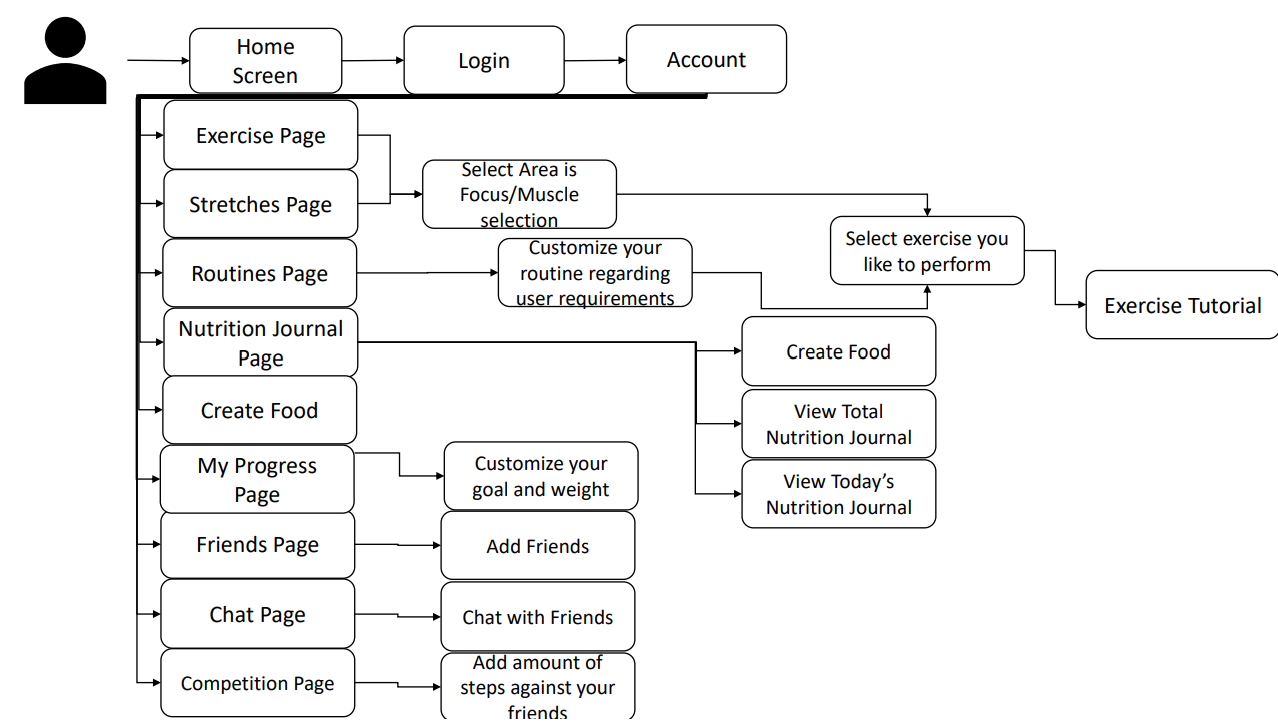 Home
Screen
Login
Account
Exercise Page
Stretches Page
Select Area is
Focus/Muscle
selection
Routines Page
Customize your
routine regarding
user requirements
Select exercise you
like to perform
Exercise Tutorial
Nutrition Journal
Page
Create Food
View Total
Nutrition Journal
View Today’s
Nutrition Journal
Create Food
My Progress
Page
Customize your
goal and weight
Friends Page
Add Friends
Chat Page
Chat with Friends
Competition Page
Add amount of
steps against your
friends